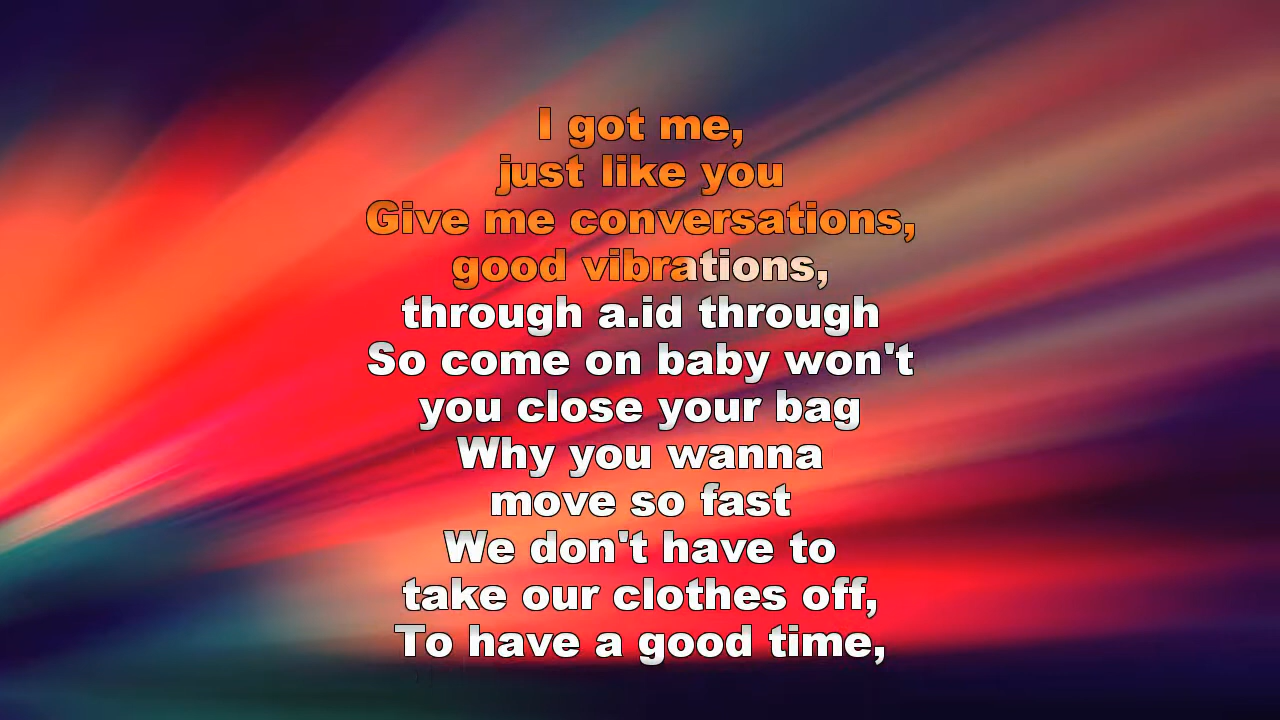 I got me,
just like you
Give me conversations,
good vibrations,
through a.id through
So come on baby won't
you close your bag
Why you wanna
move so fast
We don't have to
take our clothes off,
To have a good time,